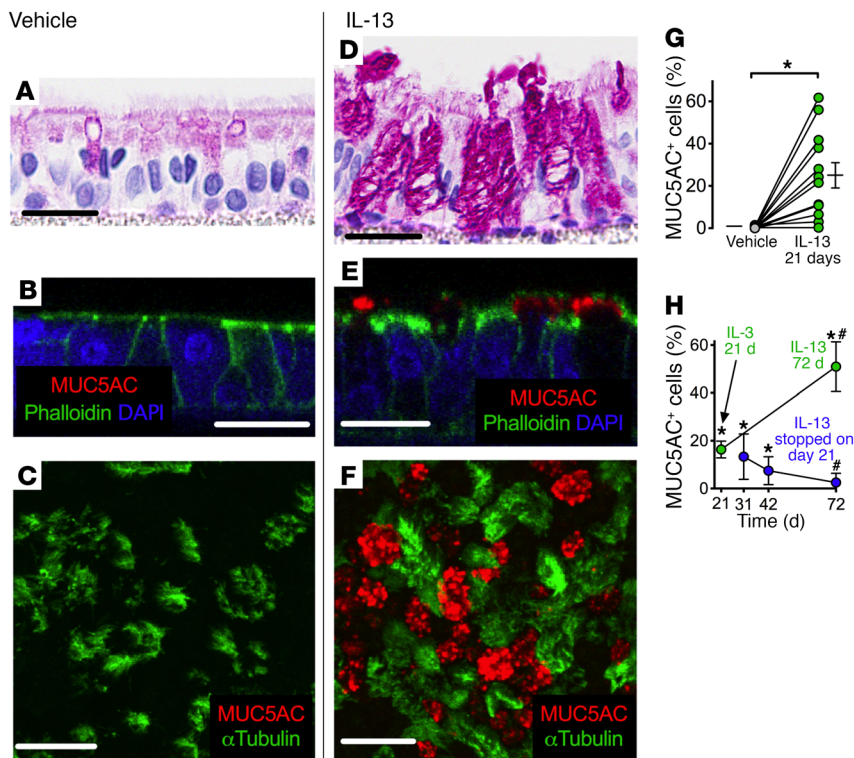 Vehicle
IL-13
A
B
MUC5AC
Phalloidin DAPI
C
MUC5AC
αTubulin
D
E
MUC5AC
Phalloidin DAPI
F
MUC5AC
αTubulin
G
*
MUC5AC+ cells (%)
60
40
20
0
Vehicle
IL-13
21 days
H
MUC5AC+ cells (%)
60
40
20
0
IL-3
21 d
IL-13
72 d
*#
IL-13
stopped on
day 21
*
*
*
#
21 31 42 72
Time (d)